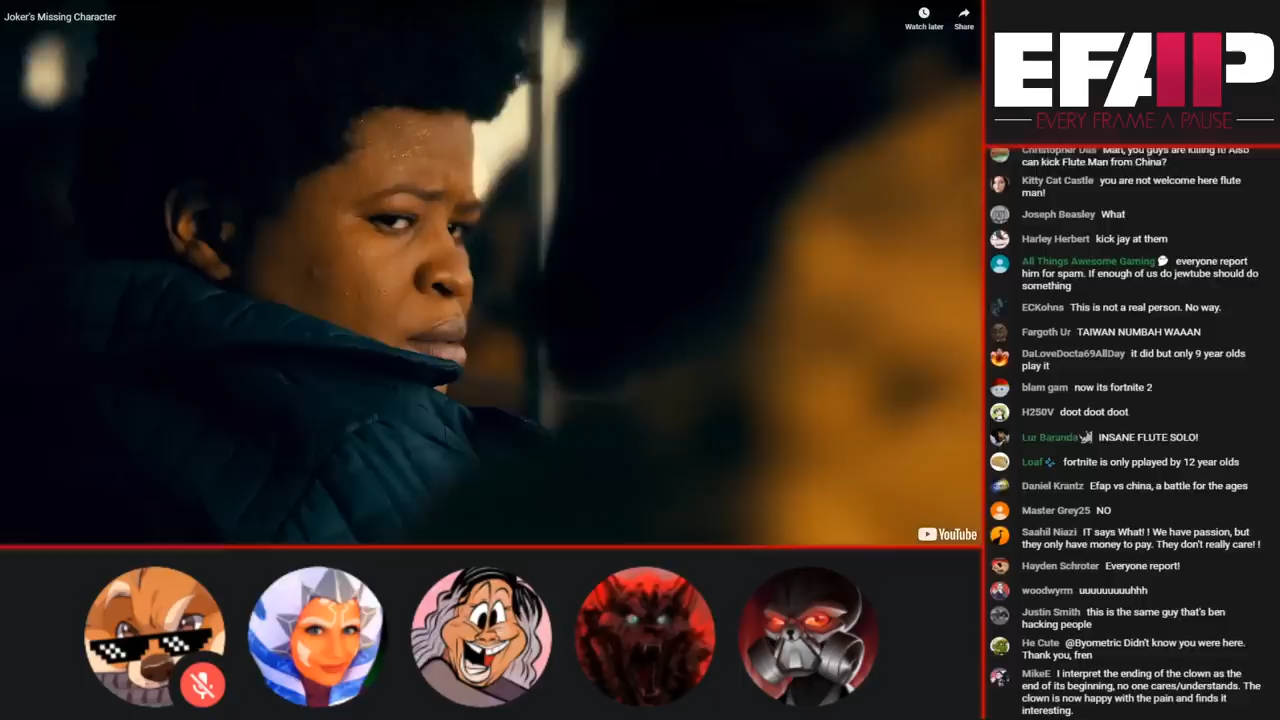 Joker's Missing Character
Watch later
Share
EFAP
EVERY FRAME A PAUSE
Christopher Das Man, you guys are killing it! Also
can kick Flute Man from China?
Kitty Cat Castle you are not welcome here flute
man!
Joseph Beasley What
Harley Herbert kick jay at them
All Things Awesome Gaming everyone report
him for spam. If enough of us do jewtube should do
something
ECKohns This is not a real person. No way.
Fargoth Ur TAIWAN NUMBAH WAAAN
DaLoveDocta69AllDay it did but only 9 year olds
play it
blam gam now its fortnite 2
H250V doot doot doot
Lur Baranda INSANE FLUTE SOLO!
Loaf fortnite is only pplayed by 12 year olds
Daniel Krantz Efap vs china, a battle for the ages
Master Grey25 NO
Saahil Niazi IT says What! ! We have passion, but
they only have money to pay. They don't really care! !
Hayden Schroter Everyone report!
woodwyrm uuuuuuuuuhhh
Justin Smith this is the same guy that's ben
hacking people
He Cute @Byometric Didn't know you were here.
Thank you, fren
MikeE I interpret the ending of the clown as the
end of its beginning, no one cares/understands. The
clown is now happy with the pain and finds it
interesting.
YouTube